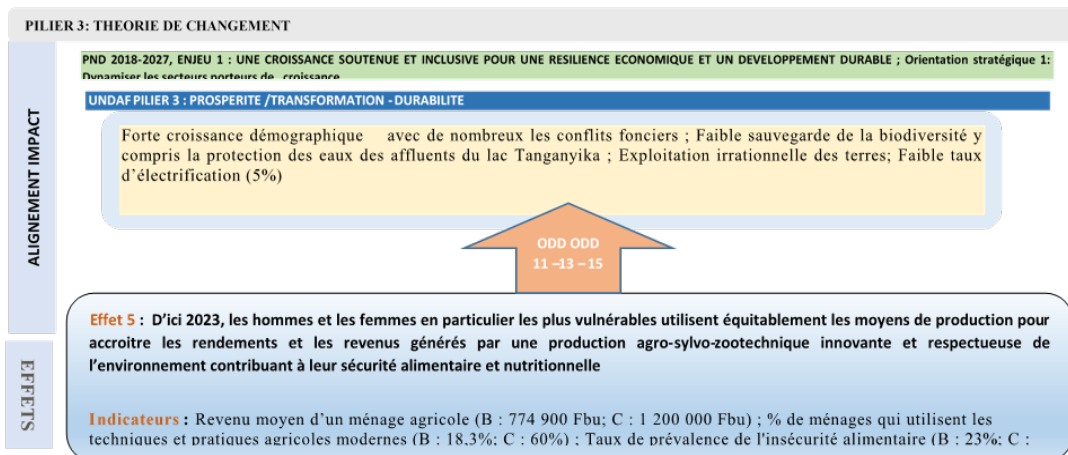 PILIER 3: THEORIE DE CHANGEMENT
PND 2018-2027, ENJEU 1 : UNE CROISSANCE SOUTENUE ET INCLUSIVE POUR UNE RESILIENCE ECONOMIQUE ET UN DEVELOPPEMENT DURABLE ; Orientation stratégique 1:
Dynamiser les secteurs porteurs de croissance
UNDAF PILIER 3 : PROSPERITE /TRANSFORMATION - DURABILITE
ALIGNEMENT IMPACT
Forte croissance démographique avec de nombreux les conflits fonciers ; Faible sauvegarde de la biodiversité y
compris la protection des eaux des affluents du lac Tanganyika ; Exploitation irrationnelle des terres; Faible taux
d'électrification (5%)
ODD ODD
11 –13 – 15
EFFETS
Effet 5 : D'ici 2023, les hommes et les femmes en particulier les plus vulnérables utilisent équitablement les moyens de production pour
accroitre les rendements et les revenus générés par une production agro-sylvo-zootechnique innovante et respectueuse de
l'environnement contribuant à leur sécurité alimentaire et nutritionnelle
Indicateurs : Revenu moyen d'un ménage agricole (B : 774 900 Fbu; C : 1 200 000 Fbu) ; % de ménages qui utilisent les
techniques et pratiques agricoles modernes (B : 18,3%; C : 60%) ; Taux de prévalence de l'insécurité alimentaire (B : 23%; C :